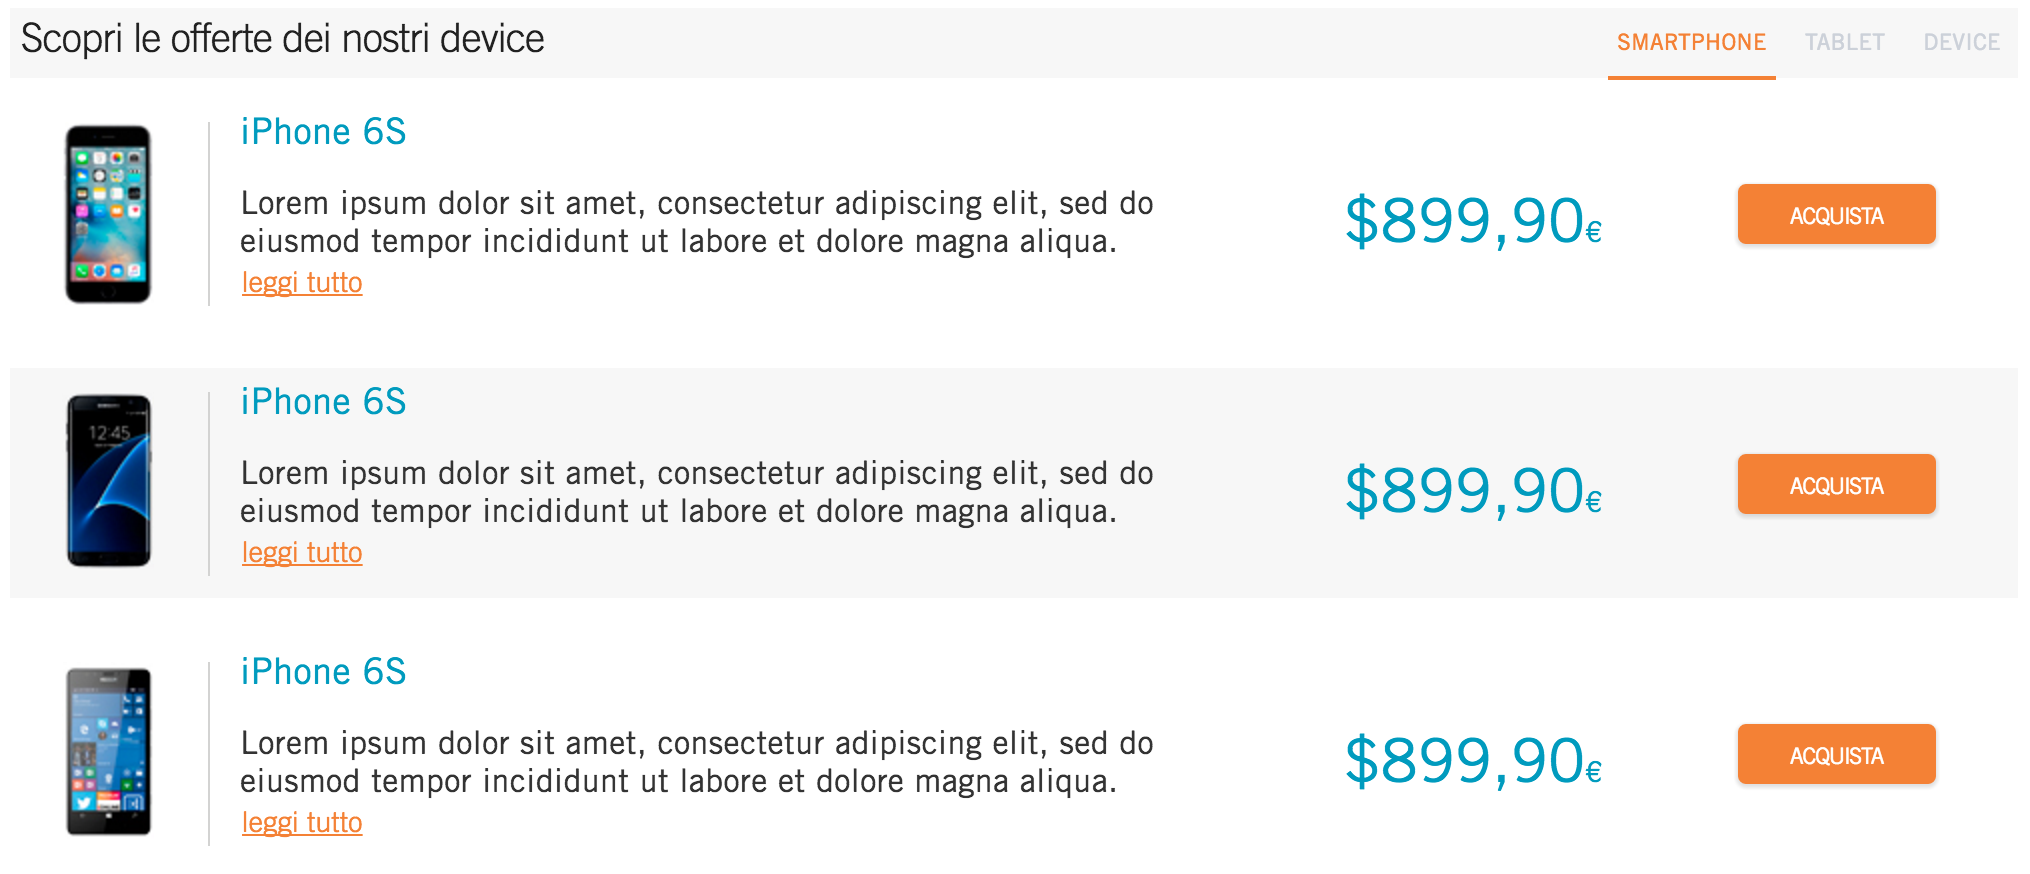 Scopri le offerte dei nostri device
SMARTPHONE TABLET DEVICE
iPhone 6S
Lorem ipsum dolor sit amet, consectetur adipiscing elit, sed do
eiusmod tempor incididunt ut labore et dolore magna aliqua.
leggi tutto
$899,90€
ACQUISTA
12:45
iPhone 6S
Lorem ipsum dolor sit amet, consectetur adipiscing elit, sed do
eiusmod tempor incididunt ut labore et dolore magna aliqua.
leggi tutto
$899,90€
ACQUISTA
iPhone 6S
Lorem ipsum dolor sit amet, consectetur adipiscing elit, sed do
eiusmod tempor incididunt ut labore et dolore magna aliqua.
leggi tutto
$899,90€
ACQUISTA